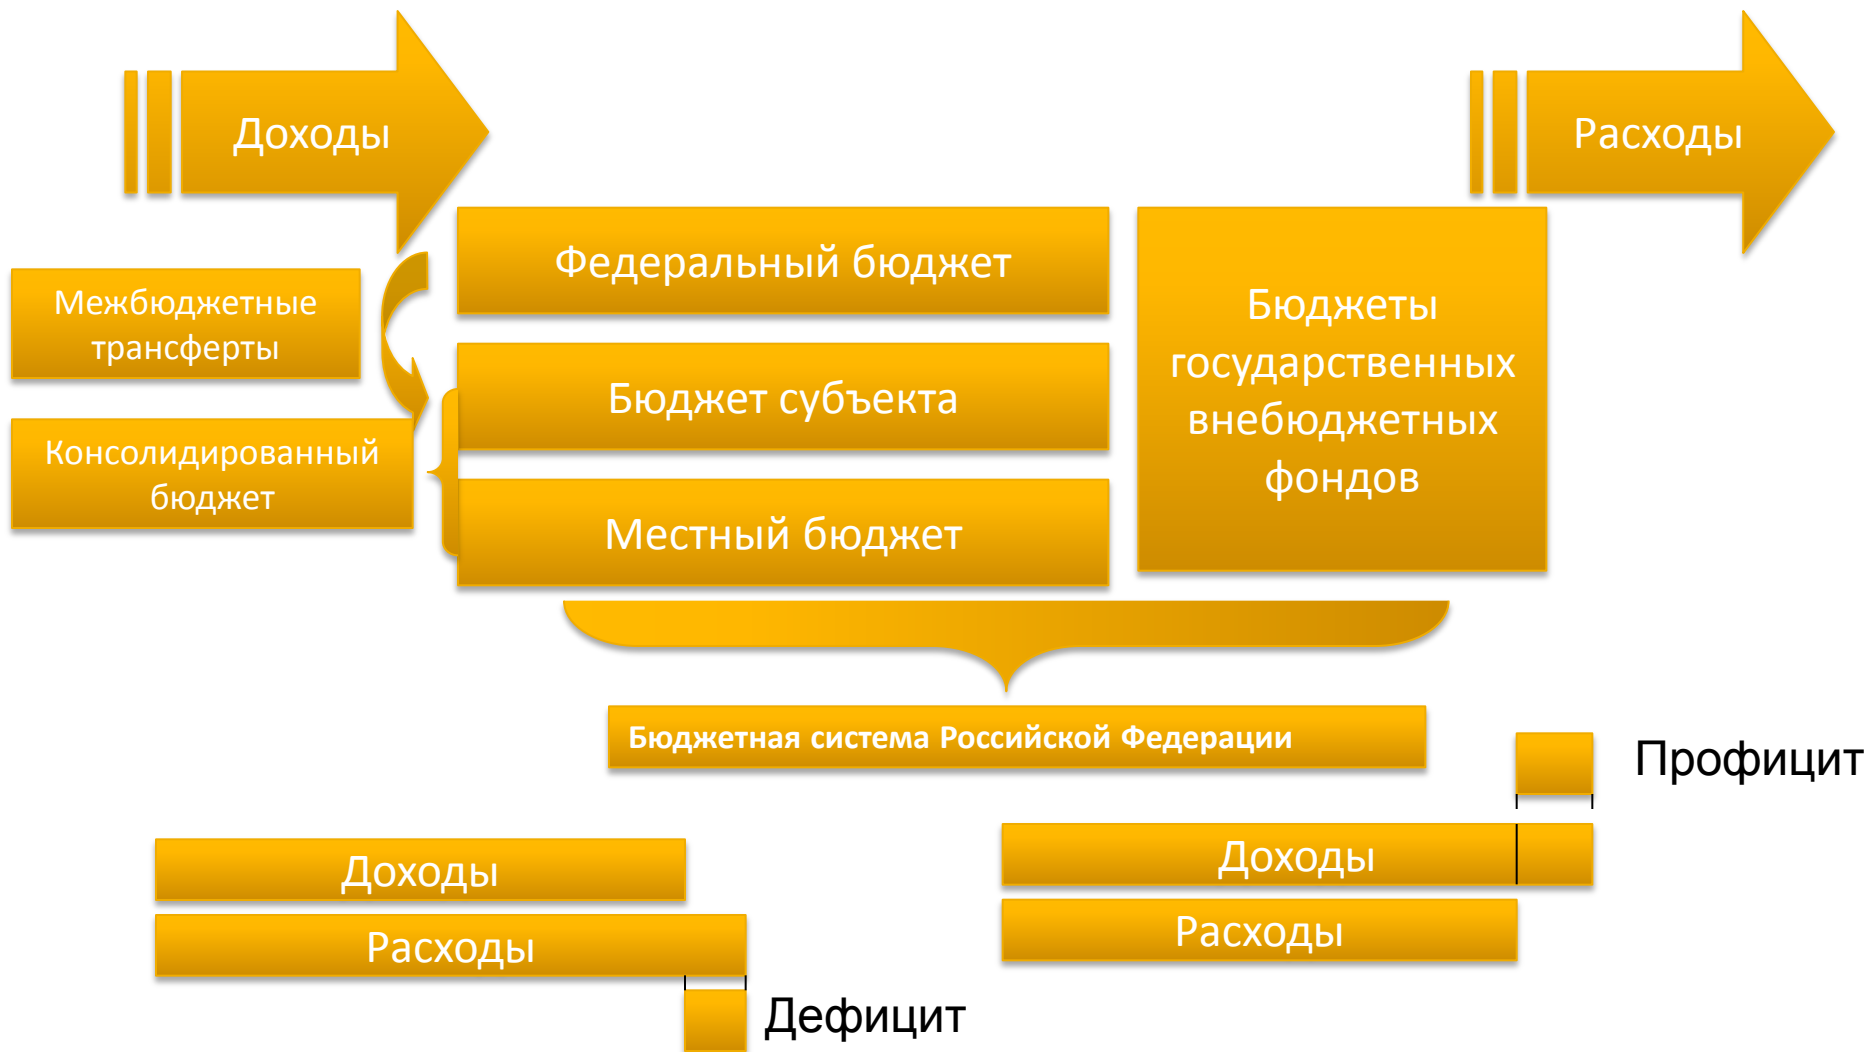 Доходы
Расходы
Федеральный бюджет
Межбюджетные
трансферты
Бюджеты
государственных
внебюджетных
фондов
Бюджет субъекта
Консолидированный
бюджет
Местный бюджет
Бюджетная система Российской Федерации
Профицит
Доходы
Расходы
Дефицит
Доходы
Расходы